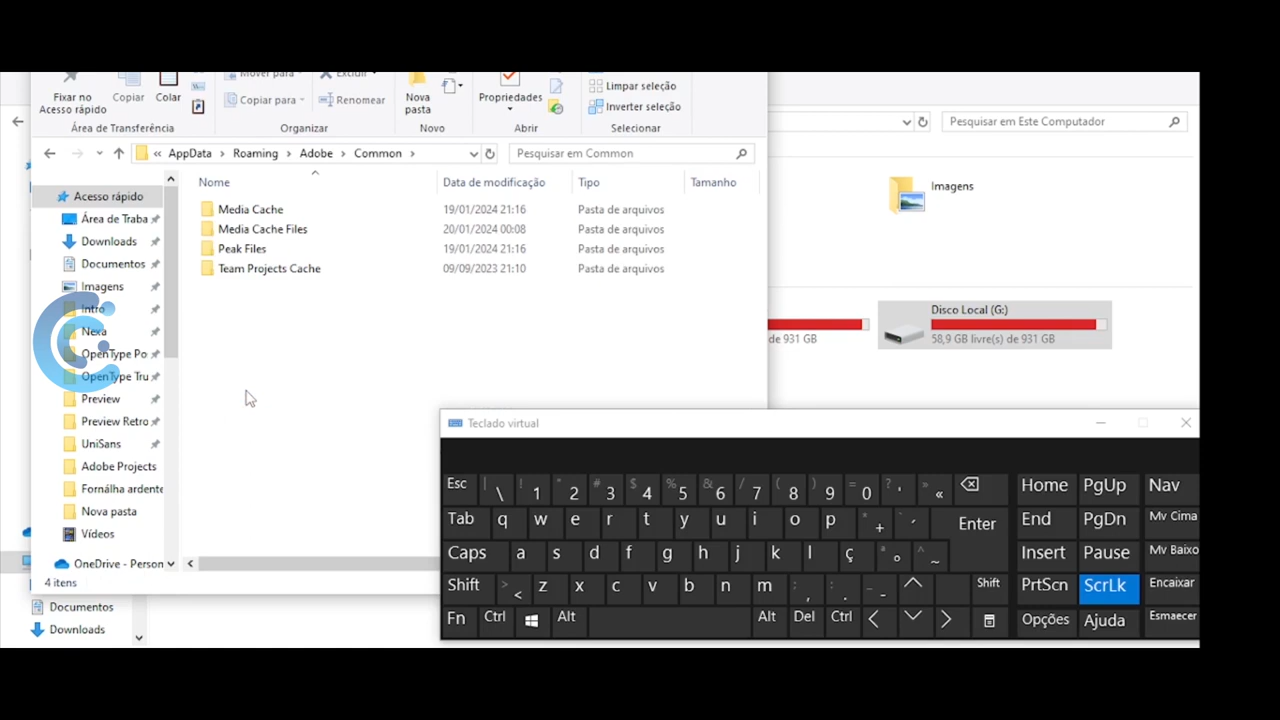 Mover para
Excluir
Limpar seleção
Fixar no
Acesso rápido
Copiar
Colar
Copiar para
Renomear
Nova
pasta
Propriedades
Inverter seleção
Área de Transferência
Organizar
Novo
Abrir
Selecionar
Pesquisar em Este Computador
« AppData > Roaming > Adobe > Common >
Pesquisar em Common
Nome
Data de modificação
Tipo
Tamanho
Media Cache 19/01/2024 21:16 Pasta de arquivos
Media Cache Files 20/01/2024 00:08 Pasta de arquivos
Peak Files 19/01/2024 21:16 Pasta de arquivos
Team Projects Cache 09/09/2023 21:10 Pasta de arquivos
Acesso rápido
Área de Traba
Downloads
Documentos
Imagens
Intro
Nexa
OpenType Po
OpenType Tru
Preview
Preview Retro
UniSans
Adobe Projects
Fornálha ardente
Nova pasta
Vídeos
OneDrive - Person
4 itens
Documentos
Downloads
Imagens
Disco Local (G:)
de 931 GB
58,9 GB livre(s) de 931 GB
Teclado virtual
Esc | \ ! 1 " 2 # 3 $ 4 % 5 & 6 / 7 ( 8 ) 9 = 0 ? ' » « Home PgUp Nav
Tab q w e r t y u i o p * + ` ´ Enter End PgDn Mv Cima
Caps a s d f g h j k l ç ª º ^ ~ Insert Pause Mv Baixo
Shift > < z x c v b n m ; , : . _ - Shift PrtScn ScrLk Encaixar
Fn Ctrl Alt Alt Del Ctrl Opções Ajuda Esmaecer